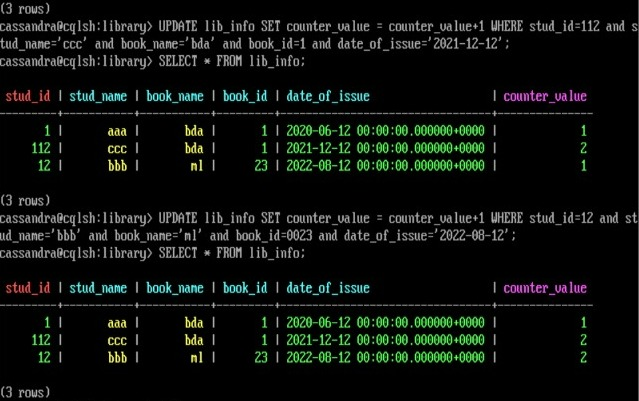 (3 rows)
cassandra@cqlsh:library> UPDATE lib_info SET counter_value = counter_value+1 WHERE stud_id=112 and s
tud_name='ccc' and book_name='bda' and book_id=1 and date_of_issue='2021-12-12';
cassandra@cqlsh:library> SELECT * FROM lib_info;
stud_id | stud_name | book_name | book_id | date_of_issue | counter_value
---------+-----------+-----------+---------+---------------------------------+---------------
1 | aaa | bda | 1 | 2020-06-12 00:00:00.000000+0000 | 1
112 | ccc | bda | 1 | 2021-12-12 00:00:00.000000+0000 | 2
12 | bbb | ml | 23 | 2022-08-12 00:00:00.000000+0000 | 1
(3 rows)
cassandra@cqlsh:library> UPDATE lib_info SET counter_value = counter_value+1 WHERE stud_id=12 and st
ud_name='bbb' and book_name='ml' and book_id=0023 and date_of_issue='2022-08-12';
cassandra@cqlsh:library> SELECT * FROM lib_info;
stud_id | stud_name | book_name | book_id | date_of_issue | counter_value
---------+-----------+-----------+---------+---------------------------------+---------------
1 | aaa | bda | 1 | 2020-06-12 00:00:00.000000+0000 | 1
112 | ccc | bda | 1 | 2021-12-12 00:00:00.000000+0000 | 2
12 | bbb | ml | 23 | 2022-08-12 00:00:00.000000+0000 | 2
(3 rows)